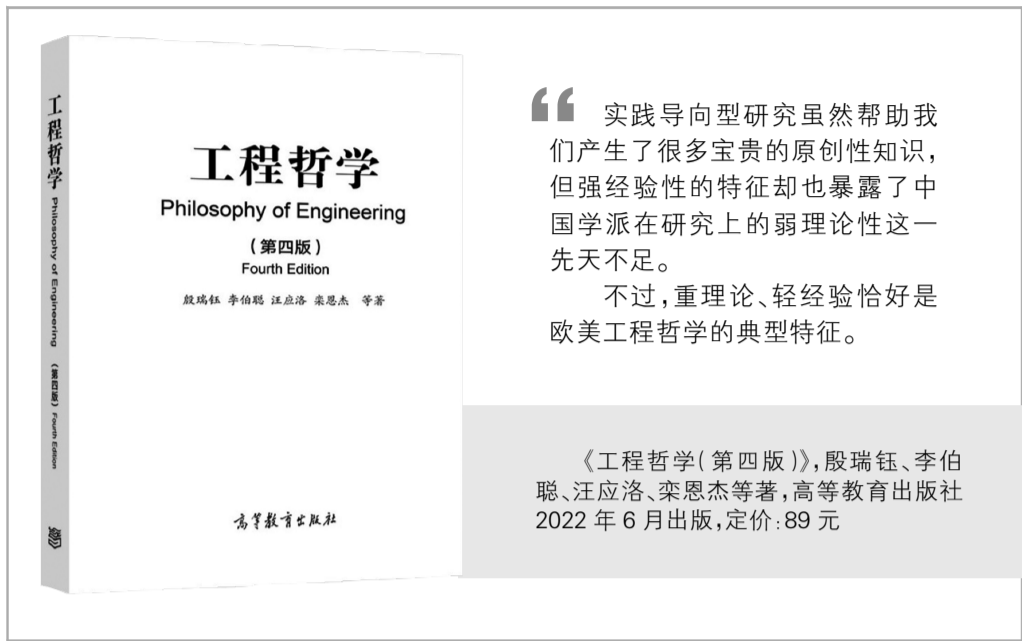 工程哲学 Philosophy of Engineering （第四版） Fourth Edition
工程哲学
Philosophy of Engineering
（第四版）
Fourth Edition
殷瑞钰 李伯聪 汪应洛 栾恩杰 等著
高等教育出版社
“
实践导向型研究虽然帮助我
们产生了很多宝贵的原创性知识，
但强经验性的特征却也暴露了中
国学派在研究上的弱理论性这一
先天不足。
不过，重理论、轻经验恰好是
欧美工程哲学的典型特征。
《工程哲学（第四版）》，殷瑞钰、李伯
聪、汪应洛、栾恩杰等著，高等教育出版社
2022 年 6 月出版，定价：89 元